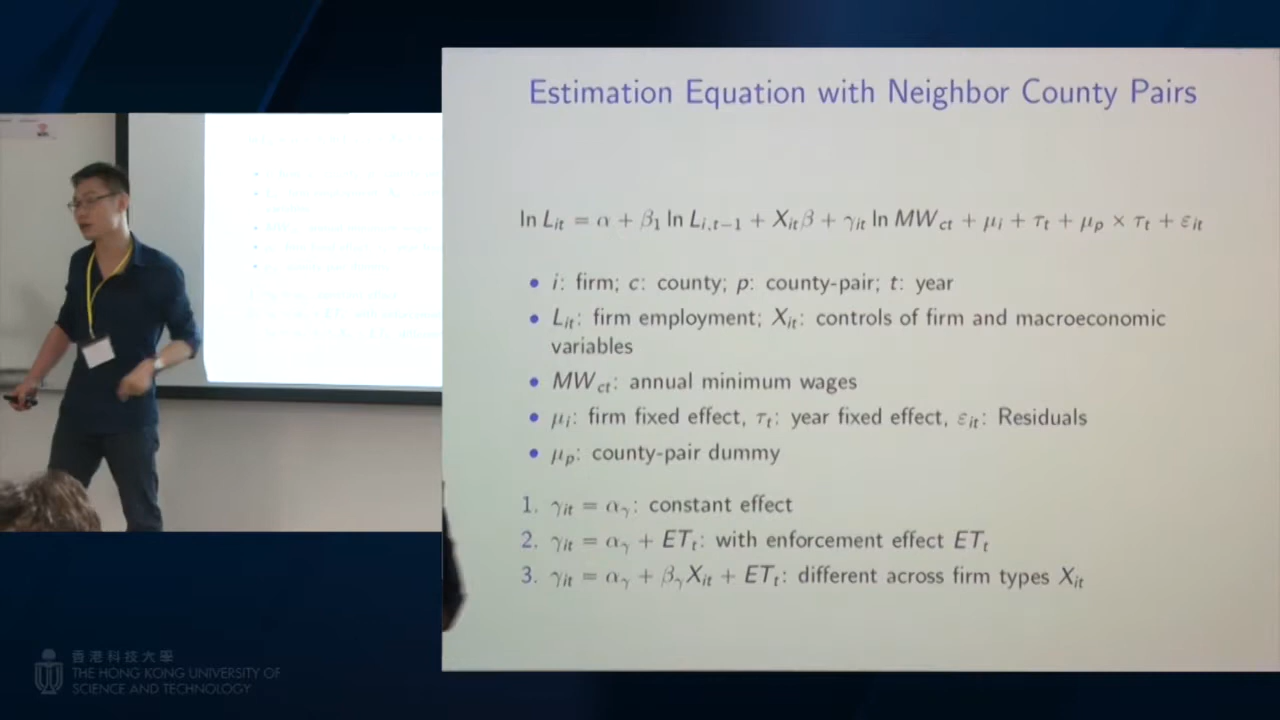 Estimation Equation with Neighbor County Pairs
ln L_it = α + β₁ ln L_i,t−1 + X_it β + γ_it ln MW_ct + μ_i + τ_t + μ_p × τ_t + ε_it
• i: firm; c: county; p: county-pair; t: year
• L_it: firm employment; X_it: controls of firm and macroeconomic
variables
• MW_ct: annual minimum wages
• μ_i: firm fixed effect, τ_t: year fixed effect, ε_it: Residuals
• μ_p: county-pair dummy
1. γ_it = α_γ: constant effect
2. γ_it = α_γ + ET_t: with enforcement effect ET_t
3. γ_it = α_γ + β_γ X_it + ET_t: different across firm types X_it
香港科技大學
THE HONG KONG UNIVERSITY OF
SCIENCE AND TECHNOLOGY